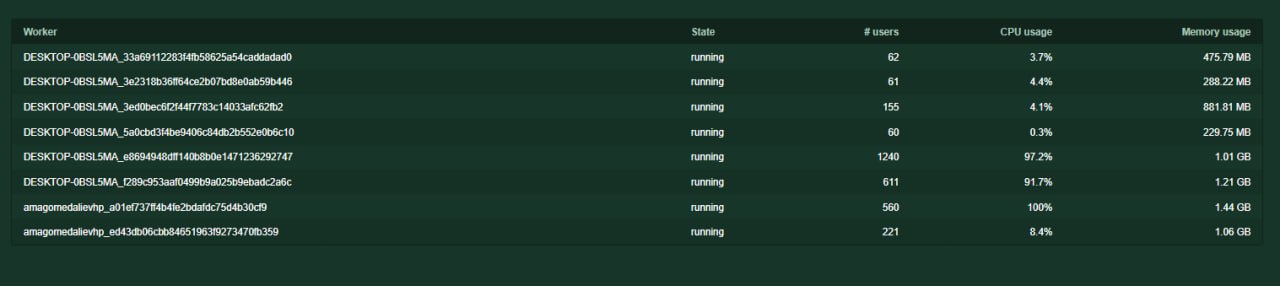 Worker State # users CPU usage Memory usage
DESKTOP-0BSL5MA_33a69112283f4fb58625a54caddadad0 running 62 3.7% 475.79 MB
DESKTOP-0BSL5MA_3e2318b36ff64ce2b07bd8e0ab59b446 running 61 4.4% 288.22 MB
DESKTOP-0BSL5MA_3ed0bec6f2f44f7783c14033afc62fb2 running 155 4.1% 881.81 MB
DESKTOP-0BSL5MA_5a0cbd3f4be9406c84db2b552e0b6c10 running 60 0.3% 229.75 MB
DESKTOP-0BSL5MA_e8694948dff140b8b0e1471236292747 running 1240 97.2% 1.01 GB
DESKTOP-0BSL5MA_f289c953aaf0499b9a025b9ebadc2a6c running 611 91.7% 1.21 GB
amagomedalievhp_a01ef737ff4b4fe2bdafdc75d4b30cf9 running 560 100% 1.44 GB
amagomedalievhp_ed43db06cbb84651963f9273470fb359 running 221 8.4% 1.06 GB